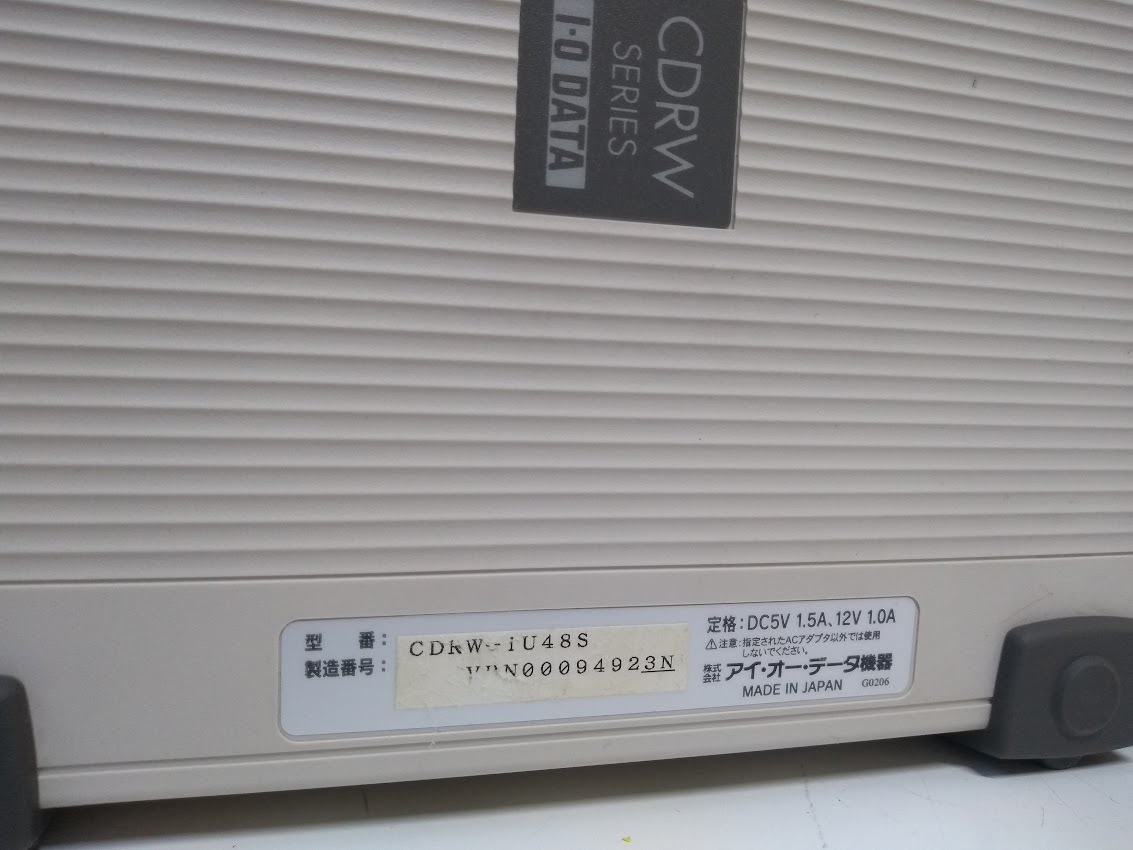 CDRW
SERIES
I·O DATA
型　番：CDRW-iU48S
製造番号：N00094923N
定格：DC5V 1.5A、12V 1.0A
⚠注意：指定されたACアダプタ以外では使用
しないでください。
株式会社 アイ・オー・データ機器
MADE IN JAPAN G0206